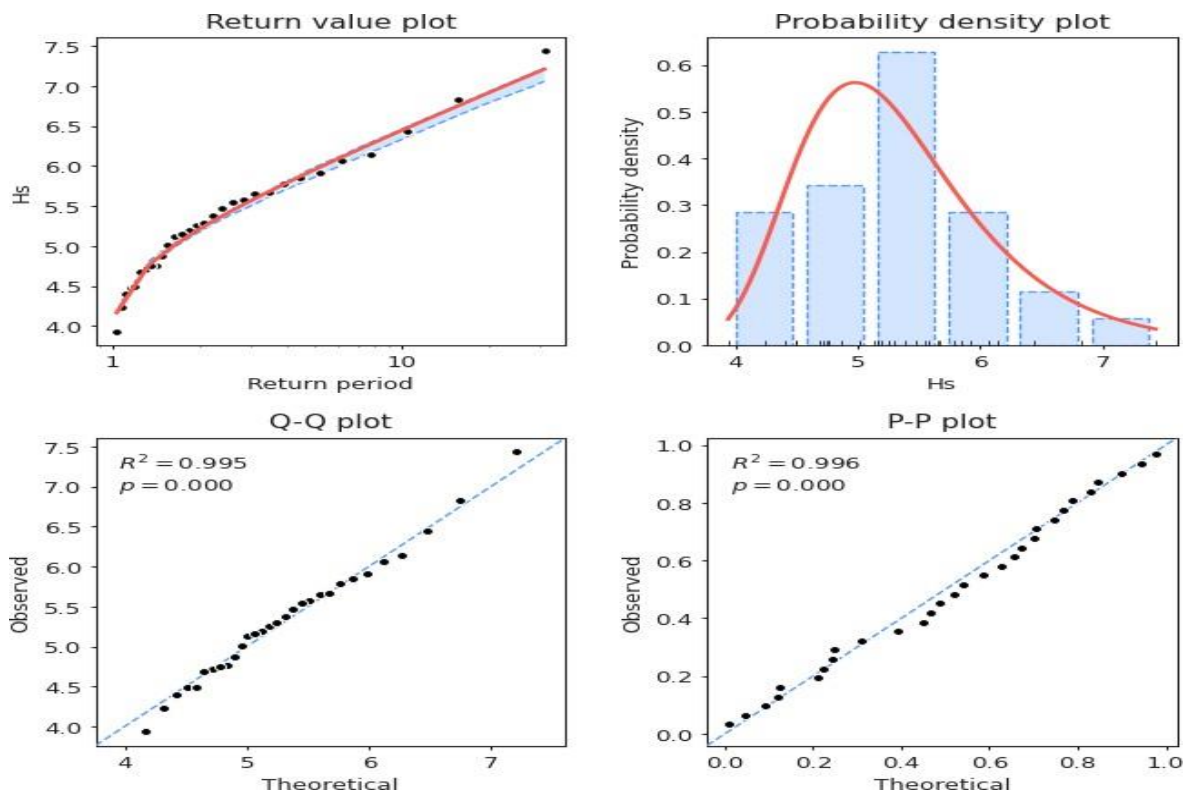 Return value plot
7.5
7.0
6.5
6.0
5.5
5.0
4.5
4.0
Hs
1
10
Return period
Probability density plot
0.6
0.5
0.4
0.3
0.2
0.1
0.0
Probability density
4
5
6
7
Hs
Q-Q plot
R² = 0.995
p = 0.000
7.5
7.0
6.5
6.0
5.5
5.0
4.5
4.0
Observed
4
5
6
7
Theoretical
P-P plot
R² = 0.996
p = 0.000
1.0
0.8
0.6
0.4
0.2
0.0
Observed
0.0
0.2
0.4
0.6
0.8
1.0
Theoretical